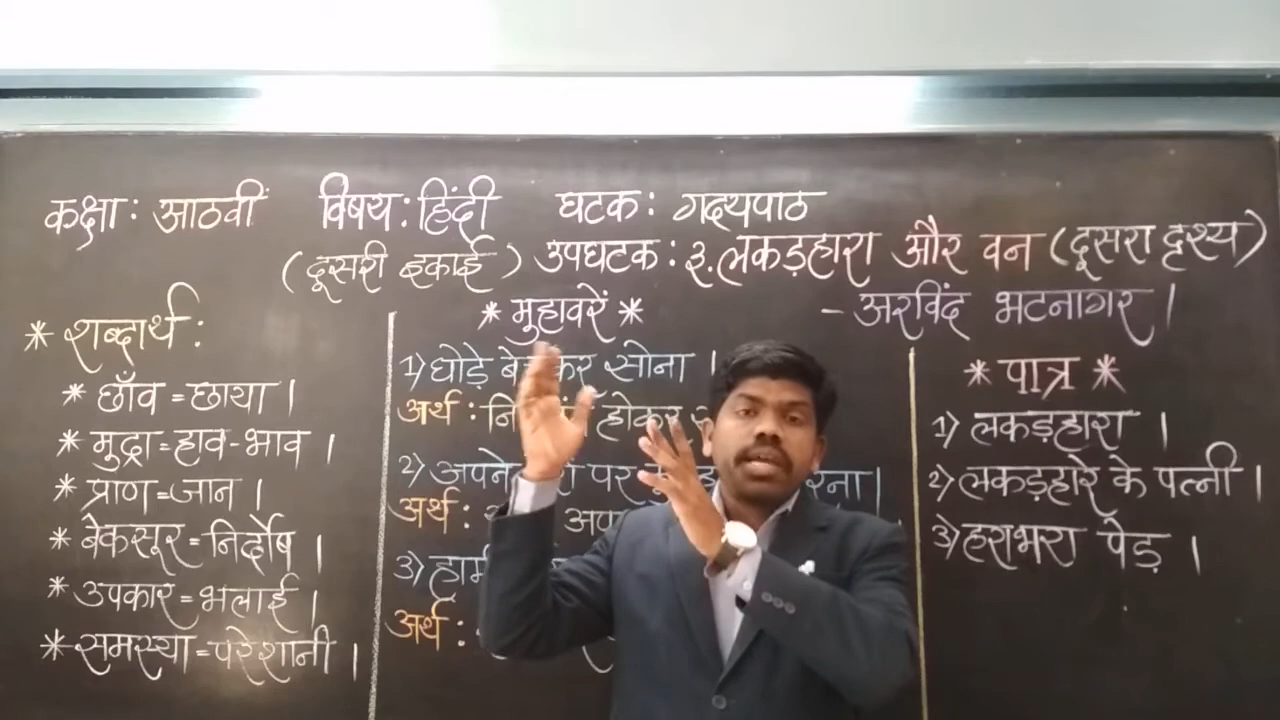 कक्षा: आठवीं विषय: हिंदी घटक: गद्यपाठ
(दूसरी इकाई) उपघटक: ३. लकड़हारा और वन (दूसरा दृश्य)
- अरविंद भटनागर।
* शब्दार्थ:
* छाँव = छाया।
* मुद्रा = हाव-भाव।
* प्राण = जान।
* बेकसूर = निर्दोष।
* उपकार = भलाई।
* समस्या = परेशानी।
* मुहावरें *
1) घोड़े सोना।
अर्थ: होकर
2) अपने पर
अर्थ:
3)
अर्थ:
* पात्र *
1) लकड़हारा।
2) लकड़हारे के पत्नी।
3) हराभरा पेड़।